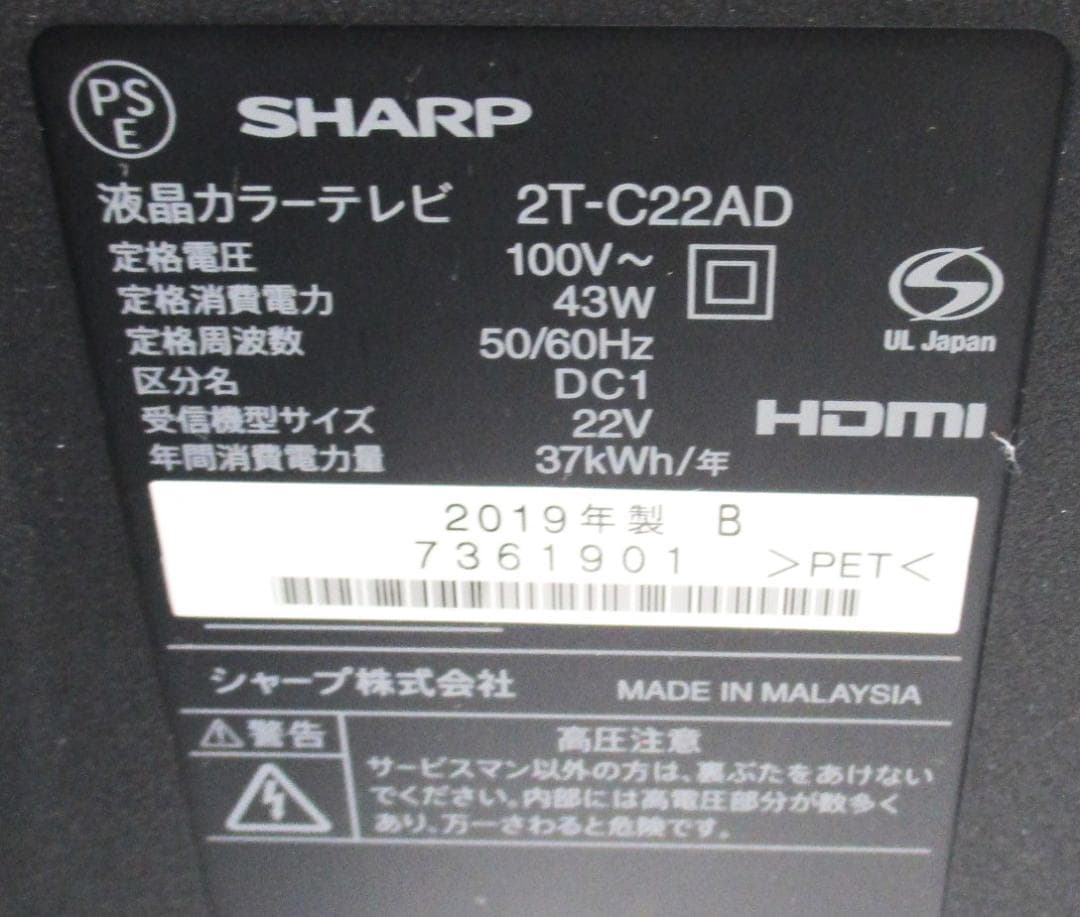 PS
E
SHARP
液晶カラーテレビ 2T-C22AD
定格電圧 100V～
定格消費電力 43W
定格周波数 50/60Hz
区分名 DC1
受信機型サイズ 22V
年間消費電力量 37kWh/年
UL Japan
HDMI
2019年製 B
7361901 >PET<
シャープ株式会社 MADE IN MALAYSIA
警告
高圧注意
サービスマン以外の方は、裏ぶたをあけない
でください。内部には高電圧部分が数多く
あり、万一さわると危険です。